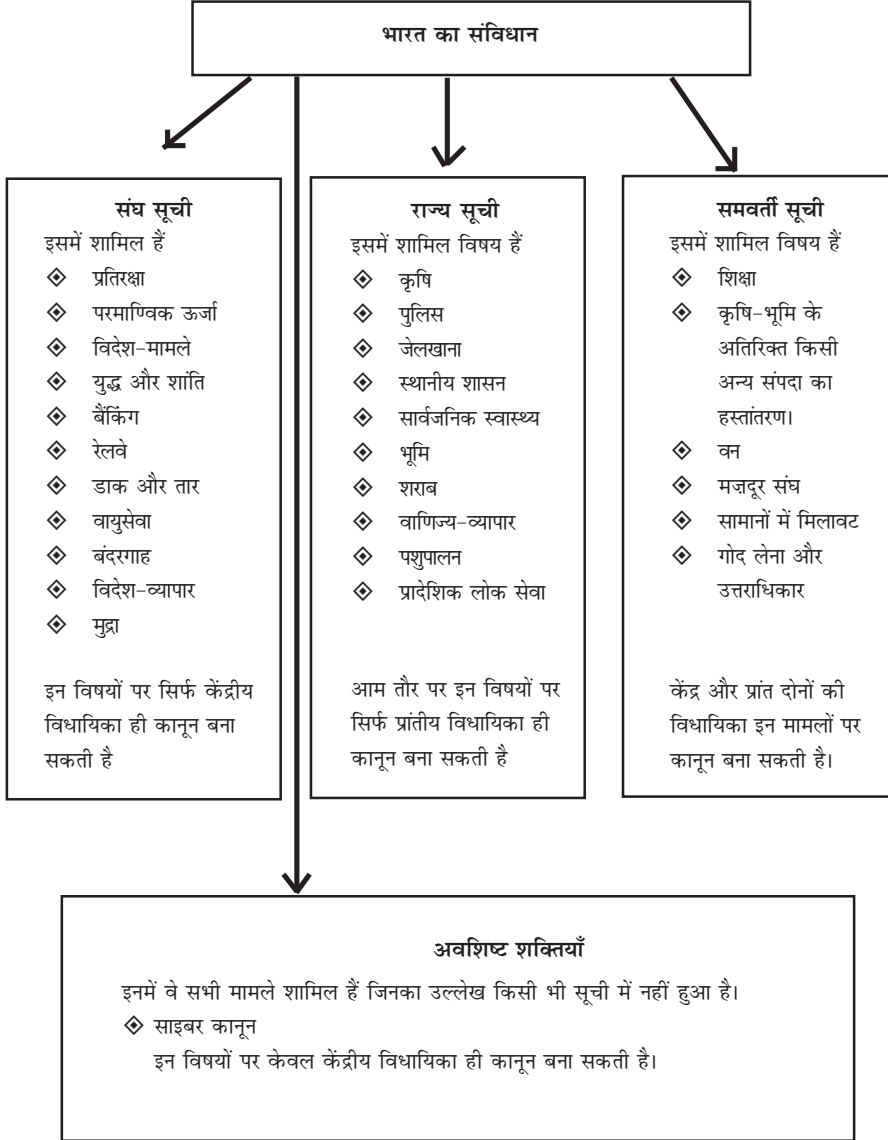 भारत का संविधान
संघ सूची
इसमें शामिल हैं
प्रतिरक्षा
परमाण्विक ऊर्जा
विदेश-मामले
युद्ध और शांति
बैंकिंग
रेलवे
डाक और तार
वायुसेवा
बंदरगाह
विदेश-व्यापार
मुद्रा
इन विषयों पर सिर्फ केंद्रीय
विधायिका ही कानून बना
सकती है
राज्य सूची
इसमें शामिल विषय हैं
कृषि
पुलिस
जेलखाना
स्थानीय शासन
सार्वजनिक स्वास्थ्य
भूमि
शराब
वाणिज्य-व्यापार
पशुपालन
प्रादेशिक लोक सेवा
आम तौर पर इन विषयों पर
सिर्फ प्रांतीय विधायिका ही
कानून बना सकती है
समवर्ती सूची
इसमें शामिल विषय हैं
शिक्षा
कृषि-भूमि के
अतिरिक्त किसी
अन्य संपदा का
हस्तांतरण।
वन
मज़दूर संघ
सामानों में मिलावट
गोद लेना और
उत्तराधिकार
केंद्र और प्रांत दोनों की
विधायिका इन मामलों पर
कानून बना सकती है।
अवशिष्ट शक्तियाँ
इनमें वे सभी मामले शामिल हैं जिनका उल्लेख किसी भी सूची में नहीं हुआ है।
साइबर कानून
इन विषयों पर केवल केंद्रीय विधायिका ही कानून बना सकती है।